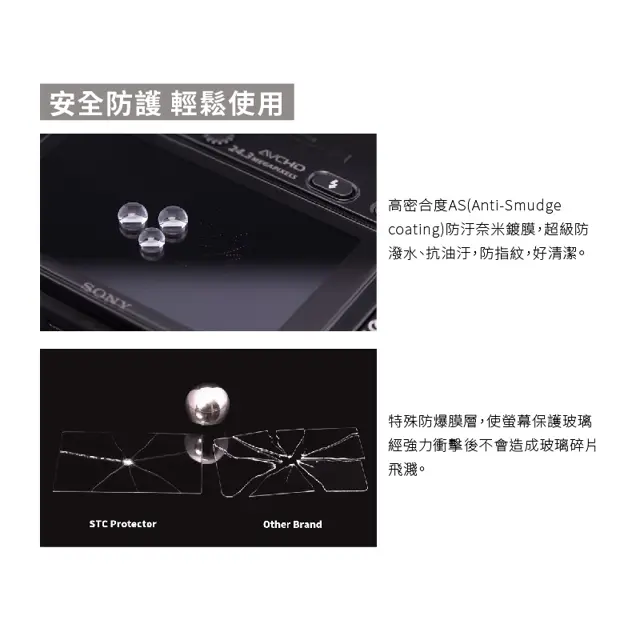 安全防護 輕鬆使用
AVCHD
24.3 MEGAPIXELS
SONY
高密合度AS(Anti-Smudge
coating)防汙奈米鍍膜，超級防
潑水、抗油汙，防指紋，好清潔。
STC Protector
Other Brand
特殊防爆膜層，使螢幕保護玻璃
經強力衝擊後不會造成玻璃碎片
飛濺。